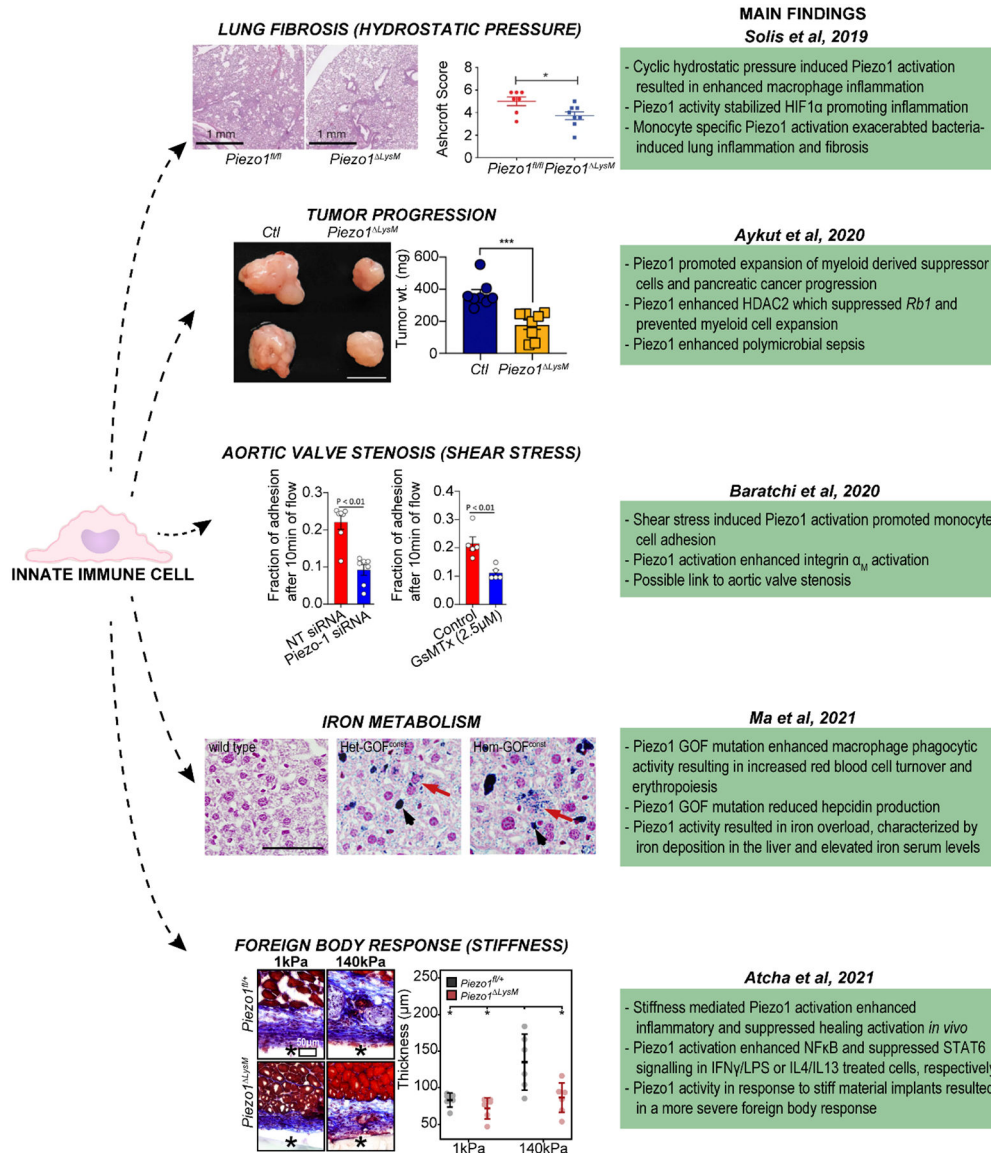 MAIN FINDINGS
LUNG FIBROSIS (HYDROSTATIC PRESSURE)
1 mm
1 mm
Piezo1fl/fl
Piezo1ΔLysM
Ashcroft Score
8
6
4
2
0
*
Piezo1fl/fl Piezo1ΔLysM
Solis et al, 2019
- Cyclic hydrostatic pressure induced Piezo1 activation
resulted in enhanced macrophage inflammation
- Piezo1 activity stabilized HIF1α promoting inflammation
- Monocyte specific Piezo1 activation exacerabted bacteria-
induced lung inflammation and fibrosis
TUMOR PROGRESSION
Ctl
Piezo1ΔLysM
Tumor wt. (mg)
600
400
200
0
***
Ctl Piezo1ΔLysM
Aykut et al, 2020
- Piezo1 promoted expansion of myeloid derived suppressor
cells and pancreatic cancer progression
- Piezo1 enhanced HDAC2 which suppressed Rb1 and
prevented myeloid cell expansion
- Piezo1 enhanced polymicrobial sepsis
INNATE IMMUNE CELL
AORTIC VALVE STENOSIS (SHEAR STRESS)
Fraction of adhesion
after 10min of flow
0.3
0.2
0.1
0.0
P < 0.01
NT siRNA
Piezo-1 siRNA
Fraction of adhesion
after 10min of flow
0.4
0.3
0.2
0.1
0.0
P < 0.01
Control
GsMTx (2.5µM)
Baratchi et al, 2020
- Shear stress induced Piezo1 activation promoted monocyte
cell adhesion
- Piezo1 activation enhanced integrin αM activation
- Possible link to aortic valve stenosis
IRON METABOLISM
wild type
Het-GOFconst
Hom-GOFconst
Ma et al, 2021
- Piezo1 GOF mutation enhanced macrophage phagocytic
activity resulting in increased red blood cell turnover and
erythropoiesis
- Piezo1 GOF mutation reduced hepcidin production
- Piezo1 activity resulted in iron overload, characterized by
iron deposition in the liver and elevated iron serum levels
FOREIGN BODY RESPONSE (STIFFNESS)
1kPa
140kPa
Piezo1fl/+
Piezo1ΔLysM
*
50µm
*
*
*
Thickness (µm)
250
200
150
100
50
Piezo1fl/+
Piezo1ΔLysM
*
*
*
1kPa
140kPa
Atcha et al, 2021
- Stiffness mediated Piezo1 activation enhanced
inflammatory and suppressed healing activation in vivo
- Piezo1 activation enhanced NFκB and suppressed STAT6
signalling in IFNγ/LPS or IL4/IL13 treated cells, respectively
- Piezo1 activity in response to stiff material implants resulted
in a more severe foreign body response